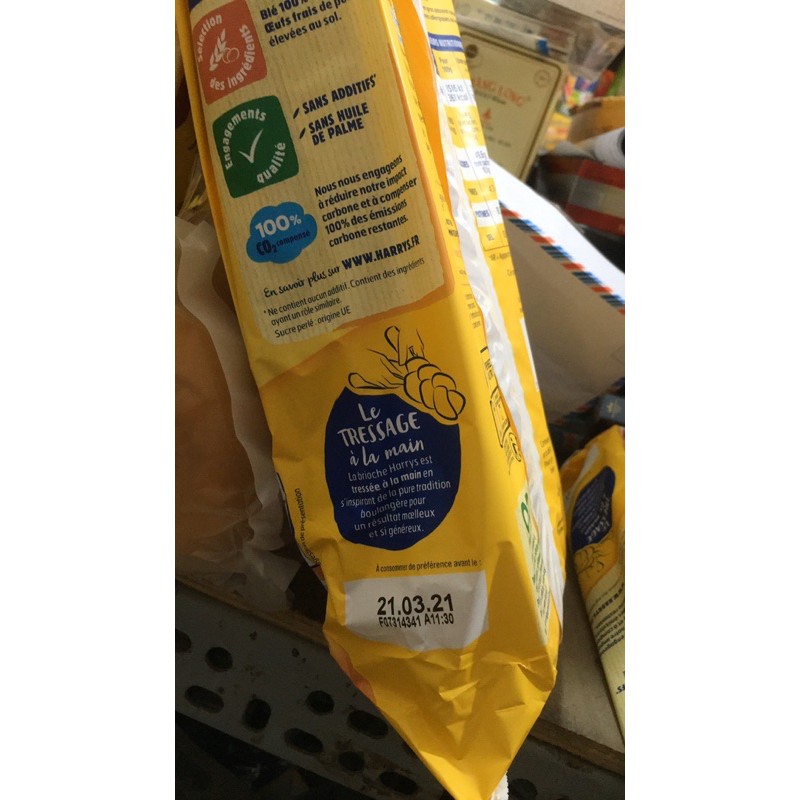 Sélection
des ingrédients
Blé 100%
Œufs frais de po
élevées au sol.
Engagements
qualité
SANS ADDITIFS*
SANS HUILE
DE PALME
100%
CO2 compensé
Nous nous engageons
à réduire notre impact
carbone et à compenser
100% des émissions
carbone restantes.
En savoir plus sur WWW.HARRYS.FR
*Ne contient aucun additif. Contient des ingrédients
ayant un rôle similaire.
Sucre perlé : origine UE
Le
TRESSAGE
à la main
La brioche Harrys est
tressée à la main en
s'inspirant de la pure tradition
boulangère pour
un résultat mœlleux
et si généreux.
de présentation
À consommer de préférence avant le :
21.03.21
F07314341 A11:30